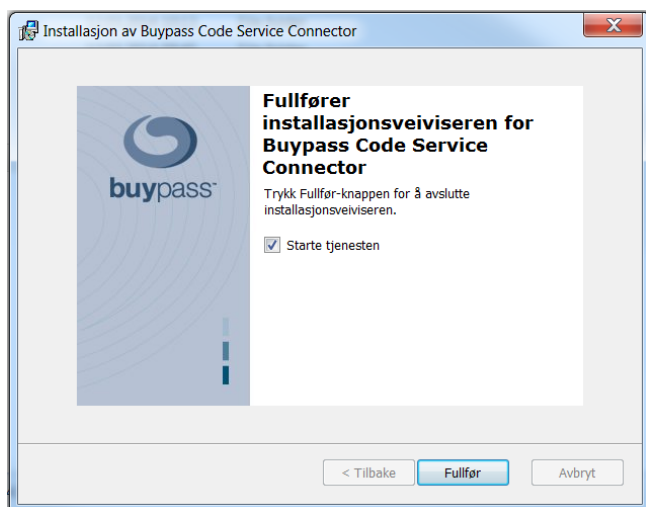 Installasjon av Buypass Code Service Connector
buypass™
Fullfører
installasjonsveiviseren for
Buypass Code Service
Connector
Trykk Fullfør-knappen for å avslutte
installasjonsveiviseren.
Starte tjenesten
< Tilbake
Fullfør
Avbryt